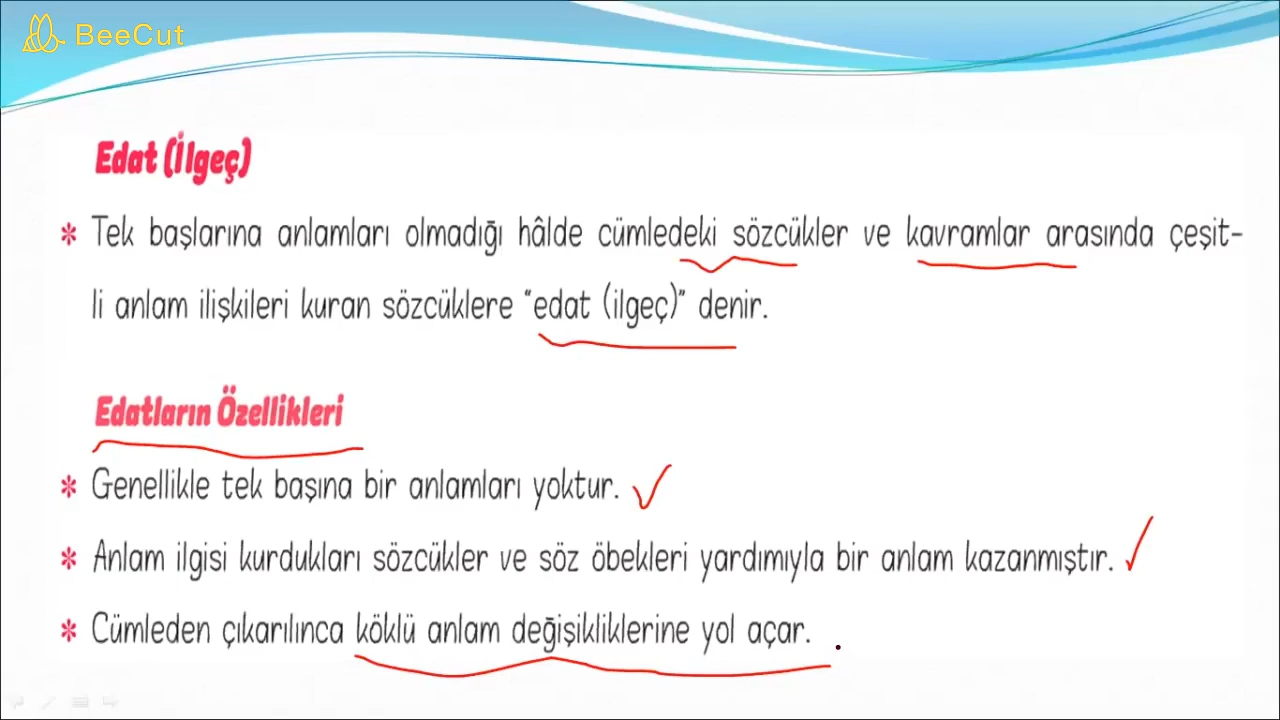 BeeCut
Edat (İlgeç)
* Tek başlarına anlamları olmadığı hâlde cümledeki sözcükler ve kavramlar arasında çeşit-
li anlam ilişkileri kuran sözcüklere “edat (ilgeç)” denir.
Edatların Özellikleri
* Genellikle tek başına bir anlamları yoktur.
* Anlam ilgisi kurdukları sözcükler ve söz öbekleri yardımıyla bir anlam kazanmıştır.
* Cümleden çıkarılınca köklü anlam değişikliklerine yol açar.